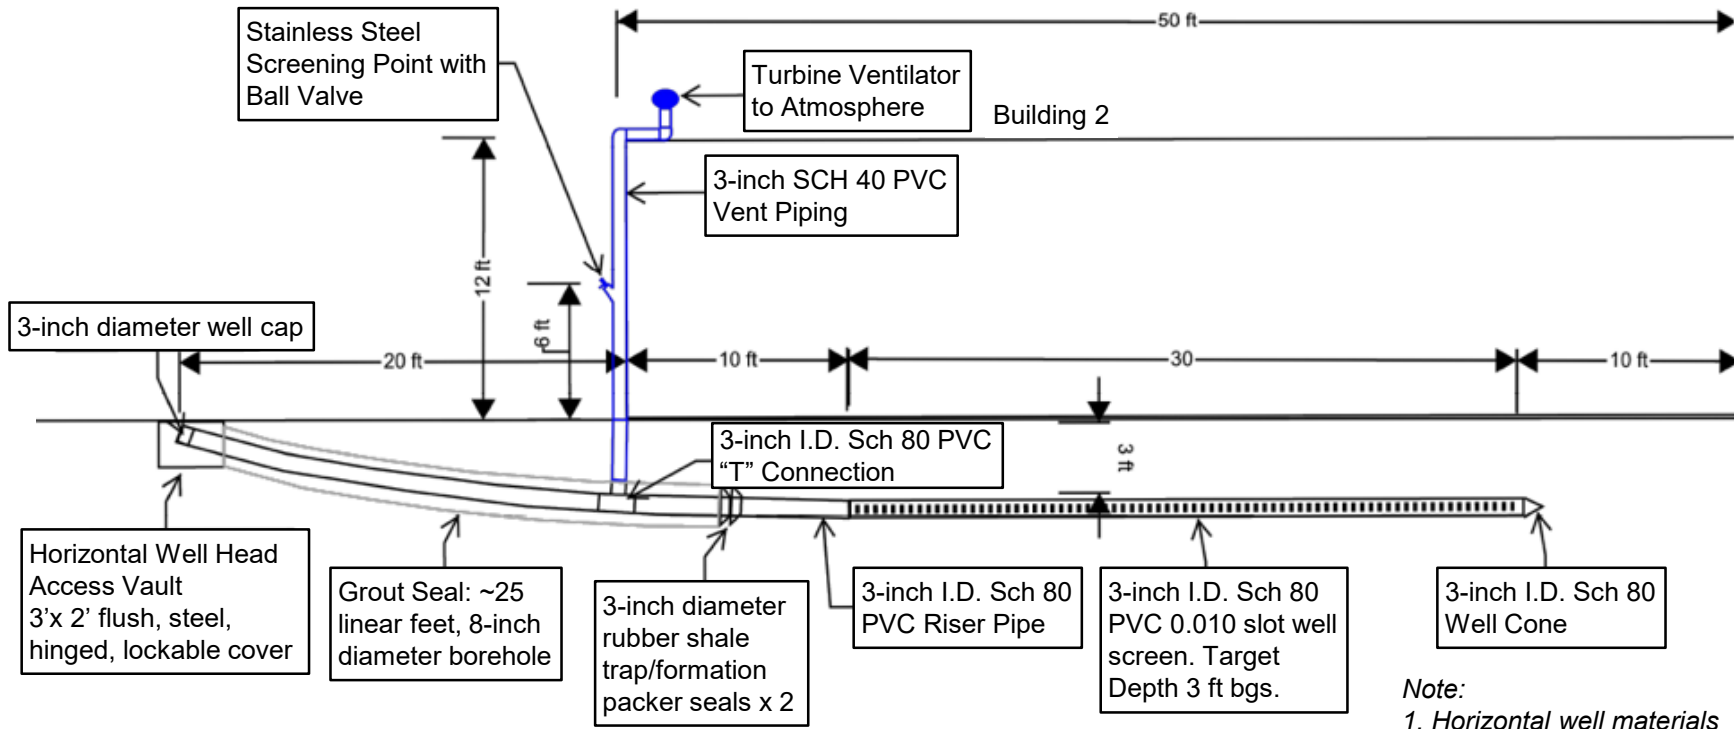 50 ft
Stainless Steel
Screening Point with
Ball Valve
Turbine Ventilator
to Atmosphere
Building 2
3-inch SCH 40 PVC
Vent Piping
12 ft
6 ft
3-inch diameter well cap
20 ft
10 ft
30
10 ft
3 ft
3-inch I.D. Sch 80 PVC
“T” Connection
Horizontal Well Head
Access Vault
3’x 2’ flush, steel,
hinged, lockable cover
Grout Seal: ~25
linear feet, 8-inch
diameter borehole
3-inch diameter
rubber shale
trap/formation
packer seals x 2
3-inch I.D. Sch 80
PVC Riser Pipe
3-inch I.D. Sch 80
PVC 0.010 slot well
screen. Target
Depth 3 ft bgs.
3-inch I.D. Sch 80
Well Cone
Note:
1. Horizontal well materials